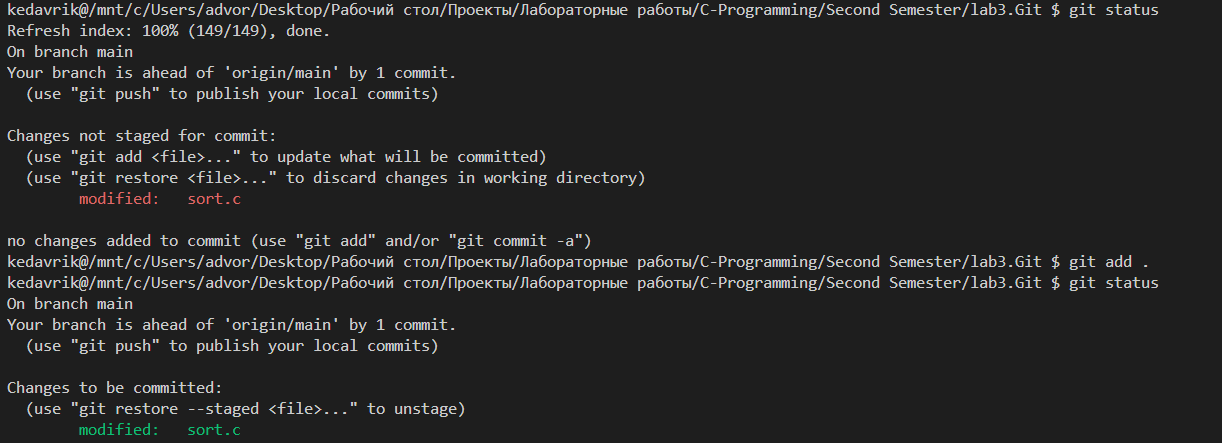 kedavrik@/mnt/c/Users/advor/Desktop/Рабочий стол/Проекты/Лабораторные работы/C-Programming/Second Semester/lab3.Git $ git status
Refresh index: 100% (149/149), done.
On branch main
Your branch is ahead of 'origin/main' by 1 commit.
  (use "git push" to publish your local commits)

Changes not staged for commit:
  (use "git add <file>..." to update what will be committed)
  (use "git restore <file>..." to discard changes in working directory)
        modified:   sort.c

no changes added to commit (use "git add" and/or "git commit -a")
kedavrik@/mnt/c/Users/advor/Desktop/Рабочий стол/Проекты/Лабораторные работы/C-Programming/Second Semester/lab3.Git $ git add .
kedavrik@/mnt/c/Users/advor/Desktop/Рабочий стол/Проекты/Лабораторные работы/C-Programming/Second Semester/lab3.Git $ git status
On branch main
Your branch is ahead of 'origin/main' by 1 commit.
  (use "git push" to publish your local commits)

Changes to be committed:
  (use "git restore --staged <file>..." to unstage)
        modified:   sort.c